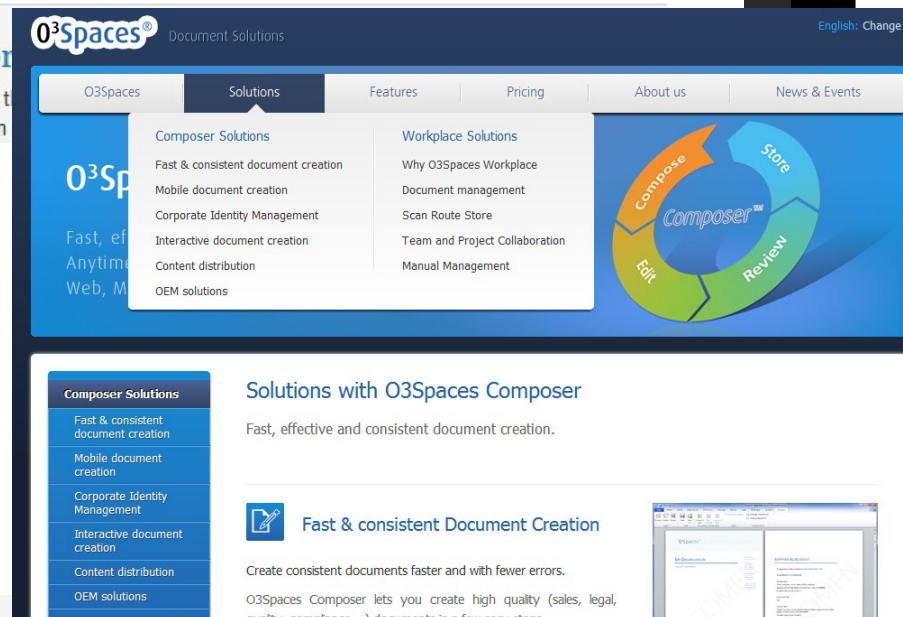 O³Spaces® Document Solutions
English: Change
O3Spaces Solutions Features Pricing About us News & Events
Composer Solutions
Fast & consistent document creation
Mobile document creation
Corporate Identity Management
Interactive document creation
Content distribution
OEM solutions
Workplace Solutions
Why O3Spaces Workplace
Document management
Scan Route Store
Team and Project Collaboration
Manual Management
O³Sp
Fast, ef
Anytime
Web, M
Compose
Store
Composer™
Edit
Review
Composer Solutions
Fast & consistent
document creation
Mobile document
creation
Corporate Identity
Management
Interactive document
creation
Content distribution
OEM solutions
Solutions with O3Spaces Composer
Fast, effective and consistent document creation.
Fast & consistent Document Creation
Create consistent documents faster and with fewer errors.
O3Spaces Composer lets you create high quality (sales, legal,